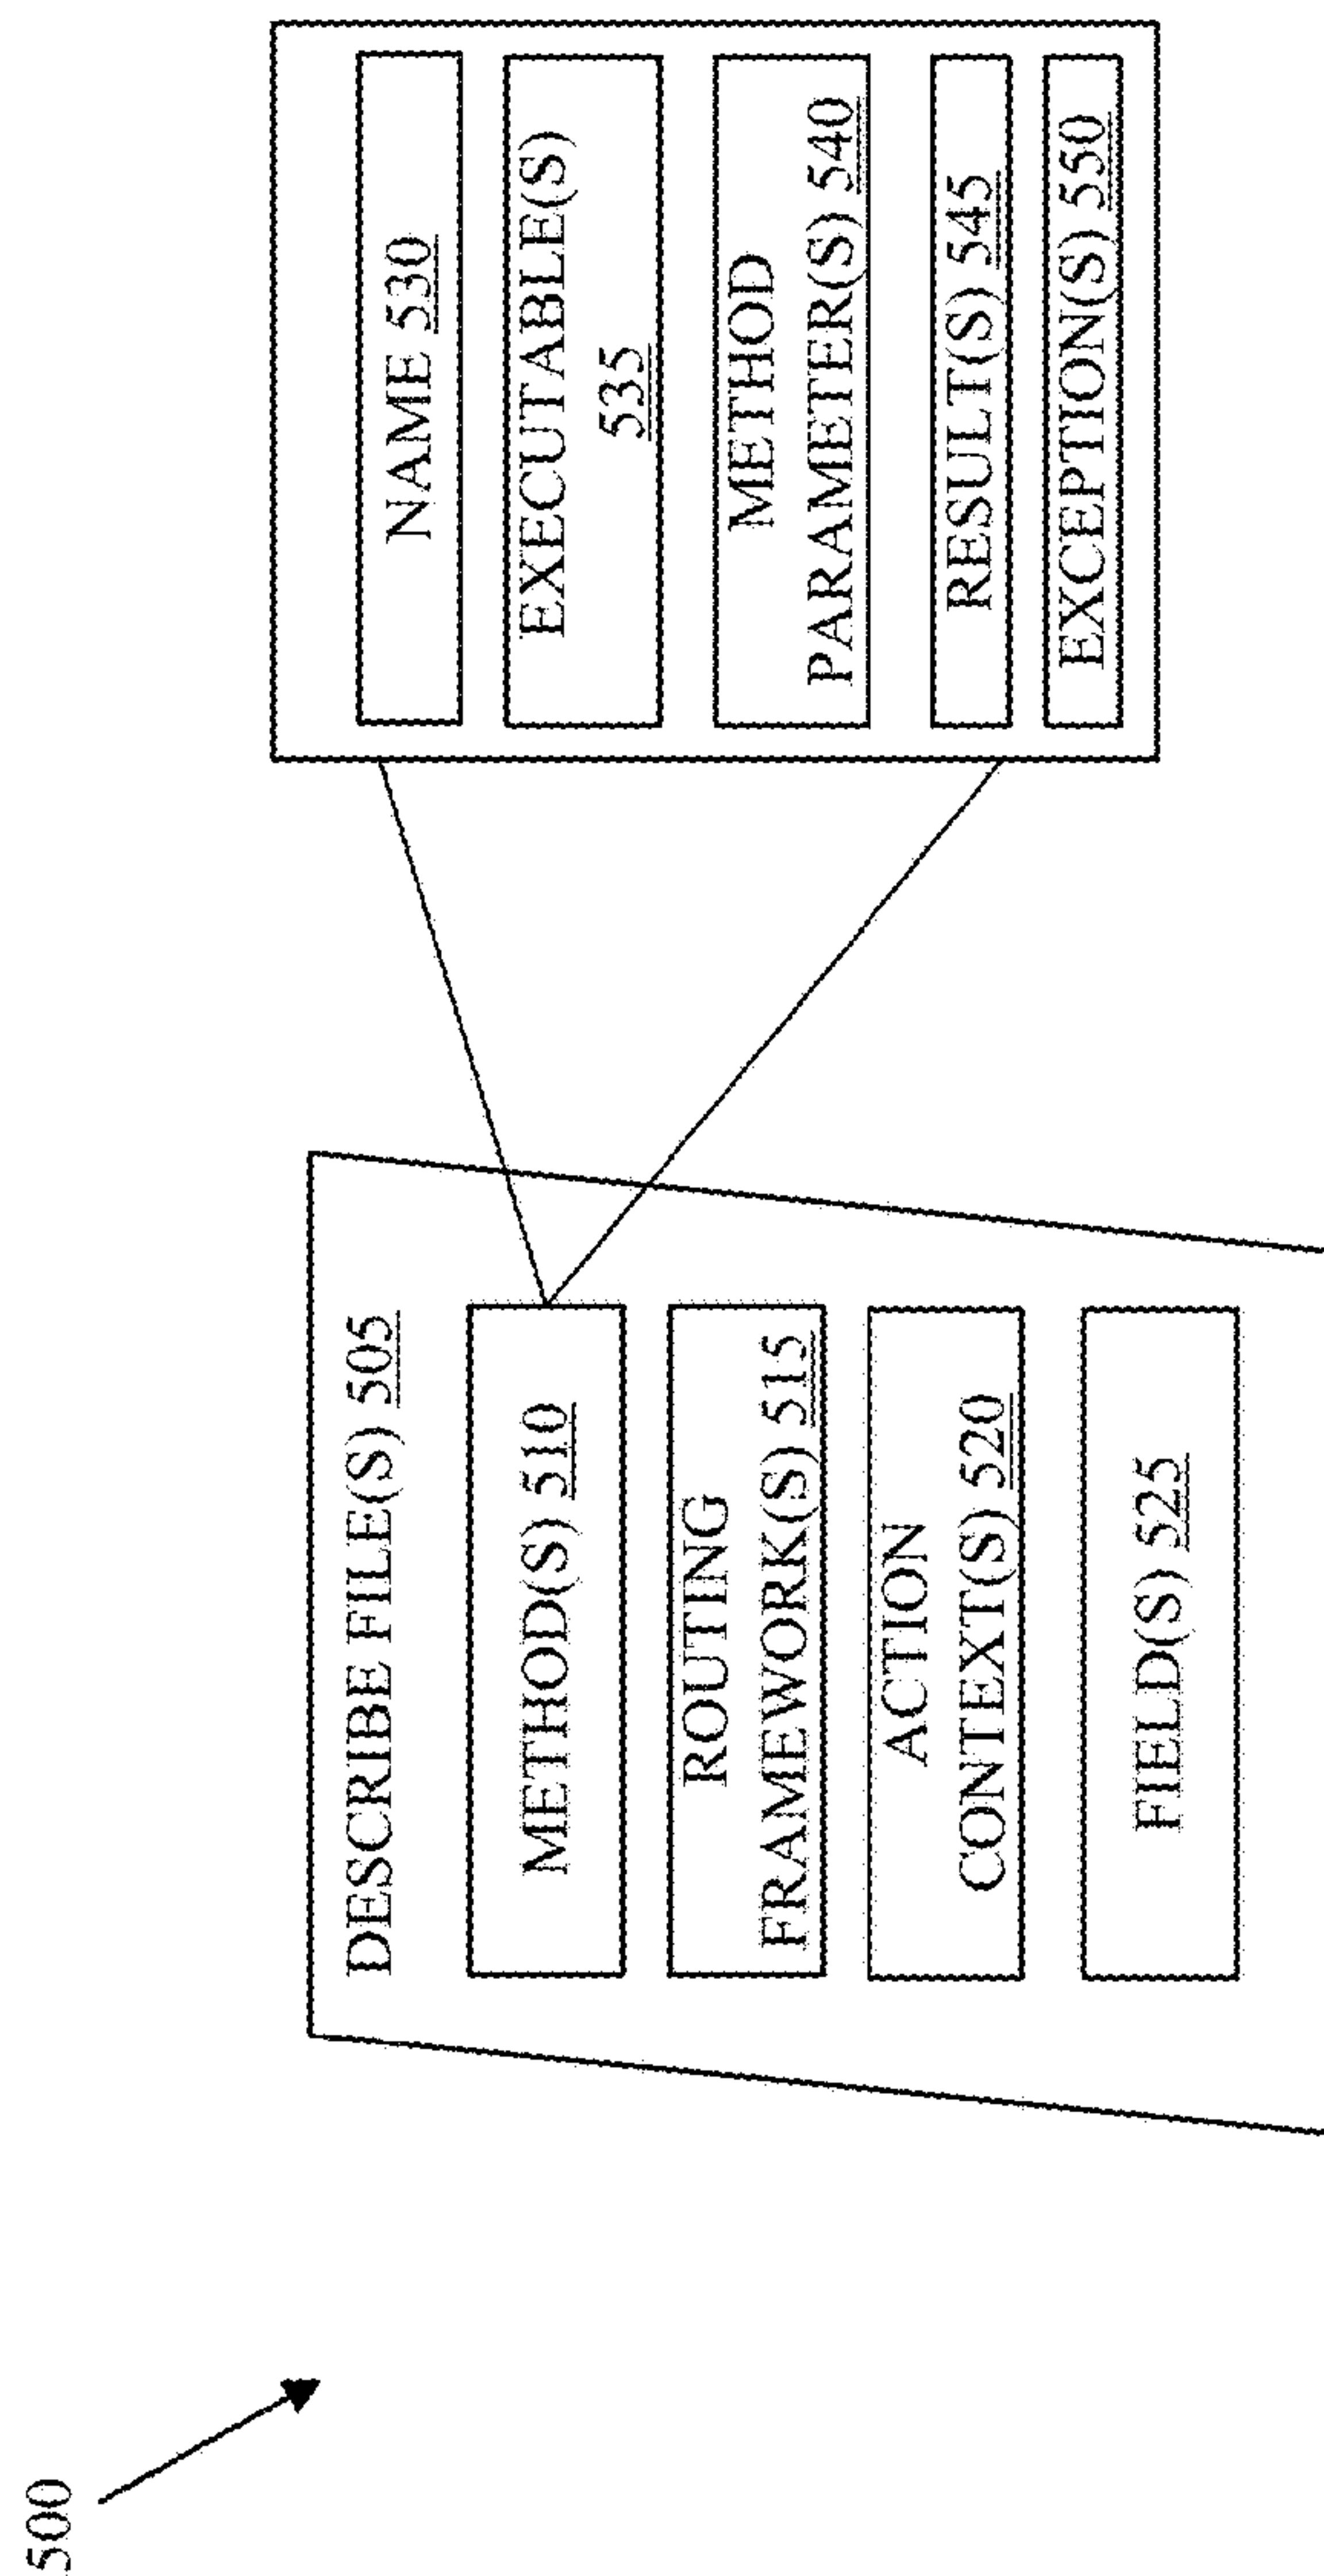 500
DESCRIBE FILE(S) 505
METHOD(S) 510
ROUTING
FRAMEWORK(S) 515
ACTION
CONTEXT(S) 520
FIELD(S) 525
NAME 530
EXECUTABLE(S)
535
METHOD
PARAMETER(S) 540
RESULT(S) 545
EXCEPTION(S) 550